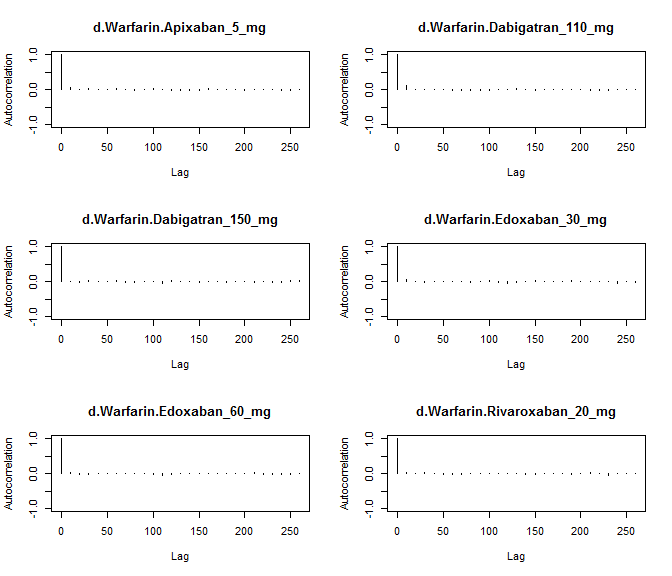 d.Warfarin.Apixaban_5_mg
Autocorrelation
1.0
0.0
-1.0
0 50 100 150 200 250
Lag
d.Warfarin.Dabigatran_110_mg
Autocorrelation
1.0
0.0
-1.0
0 50 100 150 200 250
Lag
d.Warfarin.Dabigatran_150_mg
Autocorrelation
1.0
0.0
-1.0
0 50 100 150 200 250
Lag
d.Warfarin.Edoxaban_30_mg
Autocorrelation
1.0
0.0
-1.0
0 50 100 150 200 250
Lag
d.Warfarin.Edoxaban_60_mg
Autocorrelation
1.0
0.0
-1.0
0 50 100 150 200 250
Lag
d.Warfarin.Rivaroxaban_20_mg
Autocorrelation
1.0
0.0
-1.0
0 50 100 150 200 250
Lag